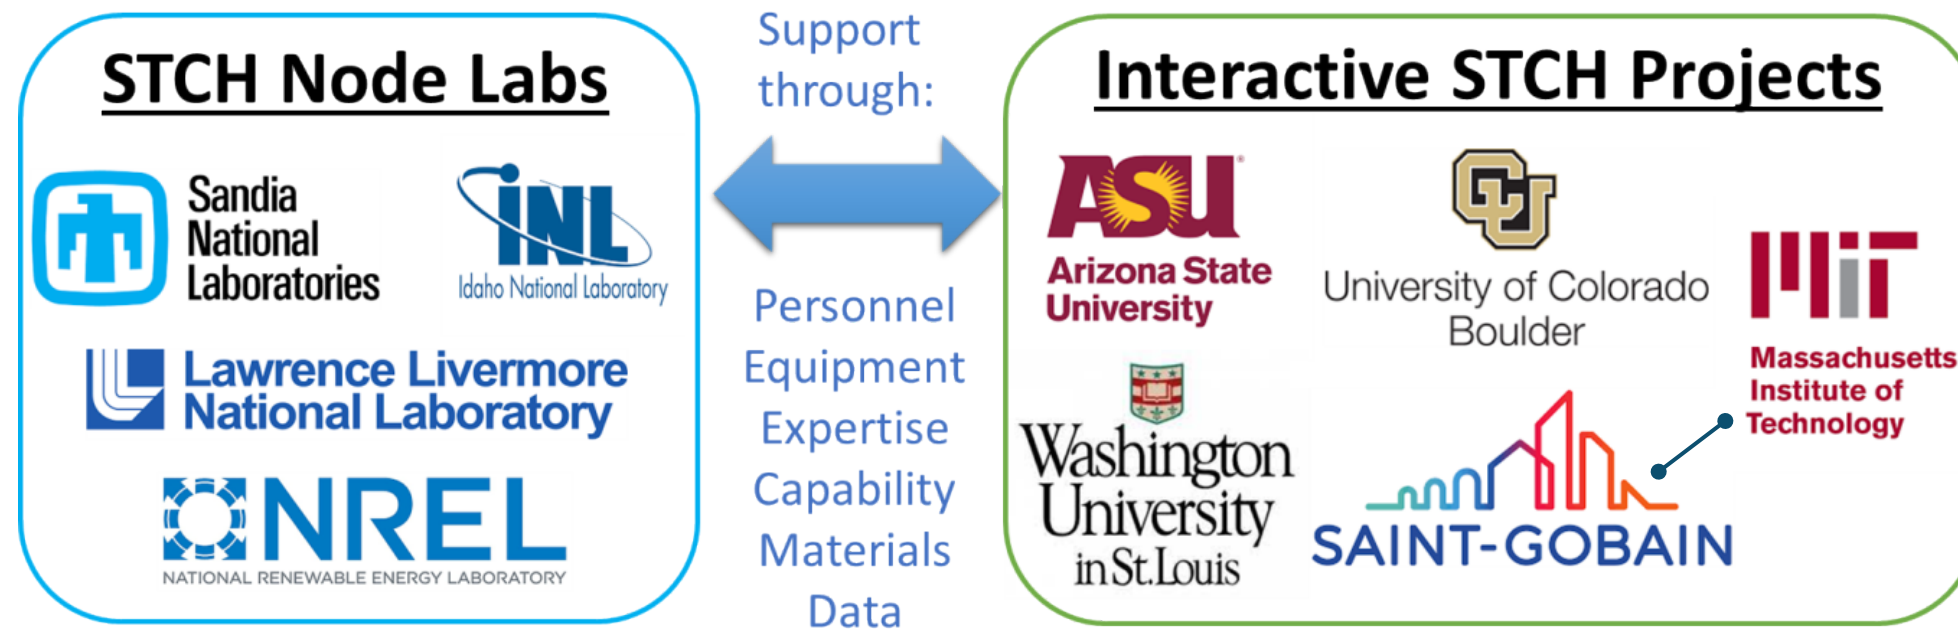 STCH Node Labs
Sandia
National
Laboratories
INL
Idaho National Laboratory
Lawrence Livermore
National Laboratory
NREL
NATIONAL RENEWABLE ENERGY LABORATORY
Support
through:
Personnel
Equipment
Expertise
Capability
Materials
Data
Interactive STCH Projects
ASU
Arizona State
University
CU
University of Colorado
Boulder
MiT
Massachusetts
Institute of
Technology
Washington
University
in St. Louis
SAINT-GOBAIN